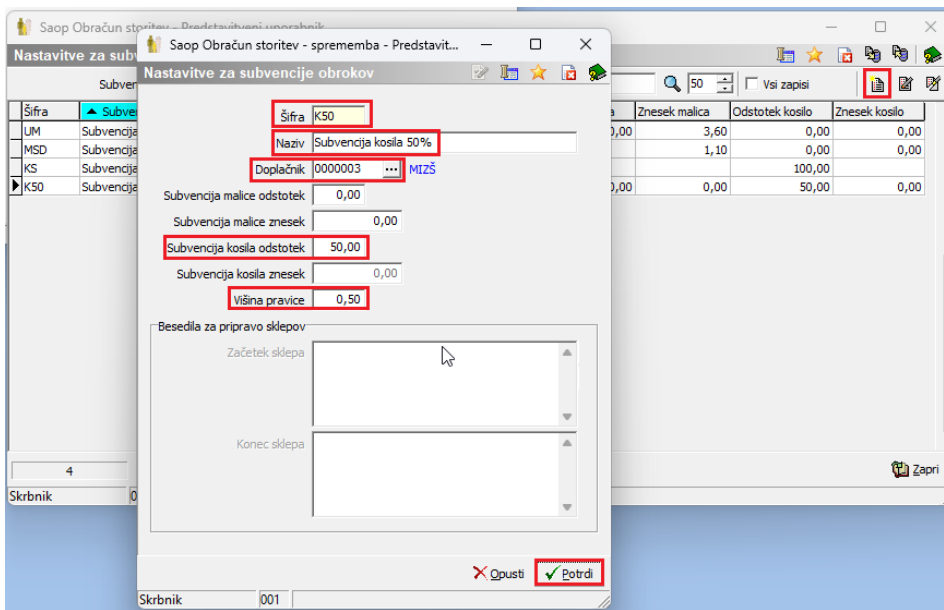 Saop Obračun storitev - Predstavitveni uporabnik
Nastavitve za subv
Subven
50
Vsi zapisi
Šifra Subven Znesek malica Odstotek kosilo Znesek kosilo
UM Subvencija 0,00 3,60 0,00 0,00
MSD Subvencija 1,10 0,00 0,00
KS Subvencija 100,00
K50 Subvencija 0,00 0,00 50,00 0,00
4
Zapri
Skrbnik 0
Saop Obračun storitev - sprememba - Predstavit...
Nastavitve za subvencije obrokov
Šifra K50
Naziv Subvencija kosila 50%
Doplačnik 0000003 ... MIZŠ
Subvencija malice odstotek 0,00
Subvencija malice znesek 0,00
Subvencija kosila odstotek 50,00
Subvencija kosila znesek 0,00
Višina pravice 0,50
Besedila za pripravo sklepov
Začetek sklepa
Konec sklepa
Opusti Potrdi
Skrbnik 001